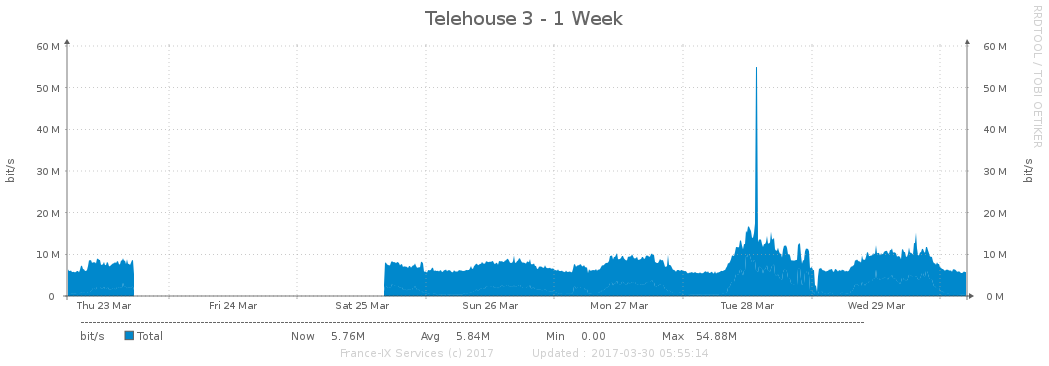 Telehouse 3 - 1 Week
RRDTOOL / TOBI OETIKER
60 M 60 M
50 M 50 M
40 M 40 M
30 M 30 M
20 M 20 M
10 M 10 M
0 0 M
bit/s bit/s
Thu 23 Mar Fri 24 Mar Sat 25 Mar Sun 26 Mar Mon 27 Mar Tue 28 Mar Wed 29 Mar
bit/s Total Now 5.76M Avg 5.84M Min 0.00 Max 54.88M
France-IX Services (c) 2017 Updated : 2017-03-30 05:55:14